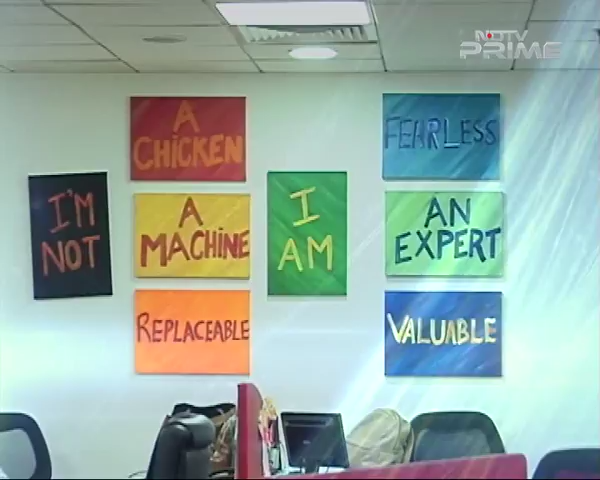 NDTV
PRIME
I'M
NOT
A
CHICKEN
A
MACHINE
REPLACEABLE
I
AM
FEARLESS
AN
EXPERT
VALUABLE